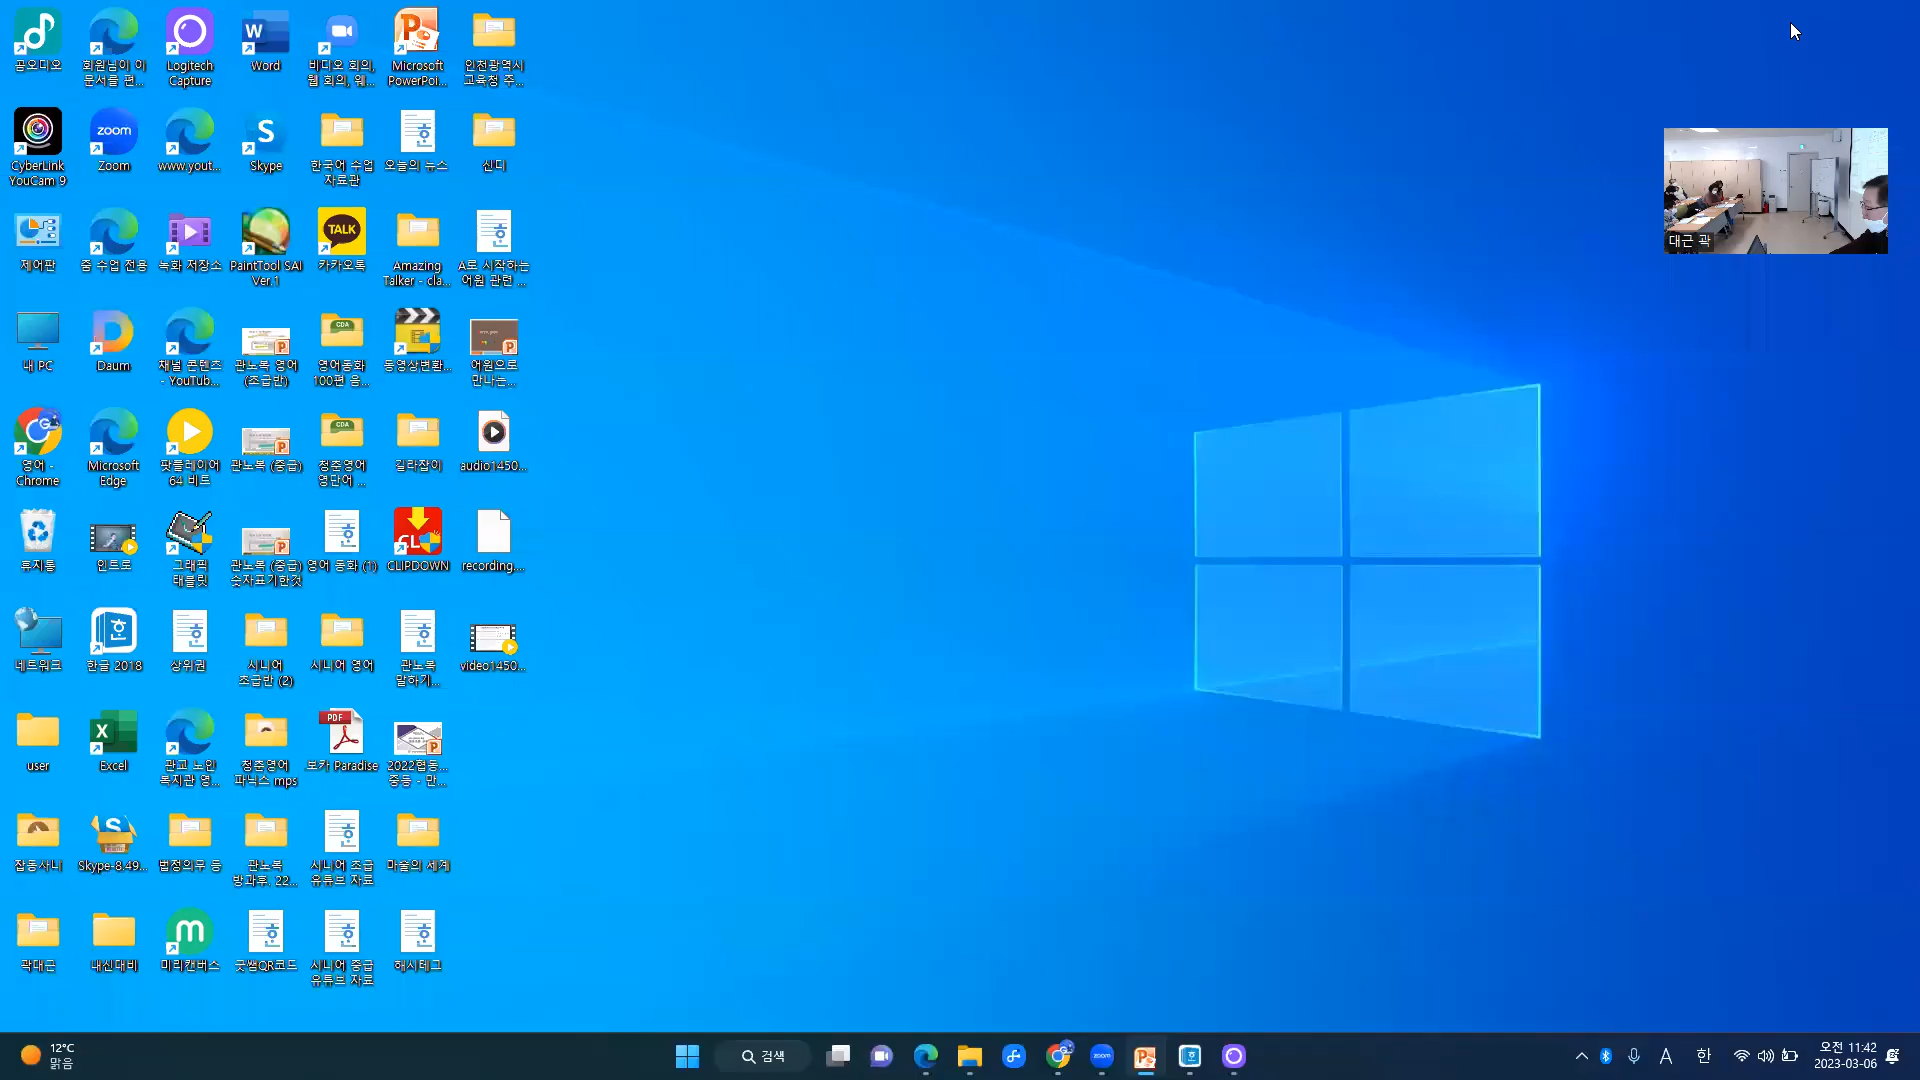 곰오디오
회원님이 이
문서를 편...
Logitech
Capture
Word
비디오 회의,
웹 회의, 웨...
Microsoft
PowerPoi...
인천광역시
교육청 주...
CyberLink
YouCam 9
zoom
Zoom
www.yout...
Skype
한국어 수업
자료관
오늘의 뉴스
신디
제어판
줌 수업 전용
녹화 저장소
PaintTool SAI
Ver.1
TALK
카카오톡
Amazing
Talker - cla...
A로 시작하는
어원 관련 ...
내 PC
Daum
채널 콘텐츠
- YouTub...
관노복 영어
(초급반)
영어동화
100편 음...
동영상변환...
어원으로
만나는...
영어 -
Chrome
Microsoft
Edge
팟플레이어
64 비트
관노복 (중급)
청춘영어
영단어 ...
길라잡이
audio1450...
휴지통
인트로
그래픽
태블릿
관노복 (중급)
숫자표기한것
영어 동화 (1)
CLIPDOWN
recording....
네트워크
한글 2018
상위권
시니어
초급반 (2)
시니어 영어
관노복
말하기...
video1450...
user
Excel
관교 노인
복지관 영...
청춘영어
파닉스 mps
PDF
보카 Paradise
2022협동...
중등 - 만...
잡동사니
Skype-8.49...
법정의무 등
관노복
방과후, 22...
시니어 초급
유튜브 자료
마술의 세계
곽대근
내신대비
미리캔버스
굿쌤QR코드
시니어 중급
유튜브 자료
해시태그
대근 곽
12°C
맑음
검색
zoom
A
한
오전 11:42
2023-03-06